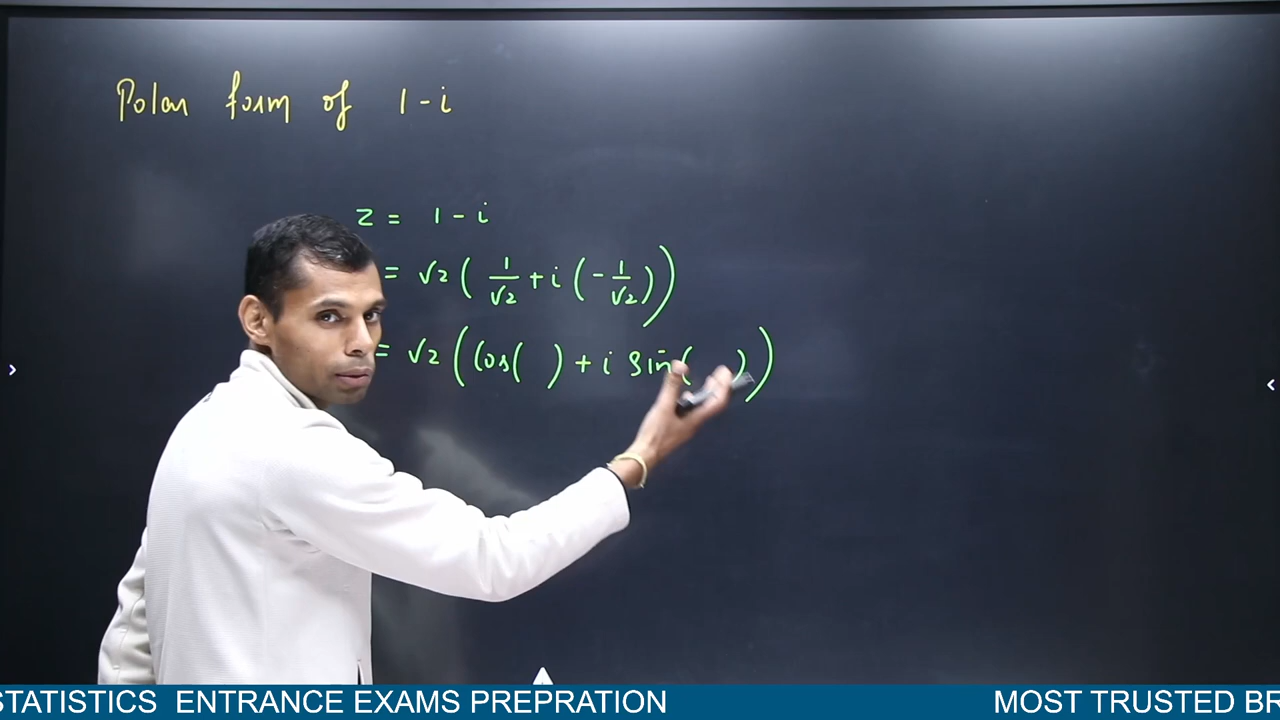 Polar form of 1-i
z = 1-i
= √2 ( 1/√2 + i (-1/√2))
= √2 (Cos( ) + i Sin( ))
STATISTICS ENTRANCE EXAMS PREPRATION MOST TRUSTED BR